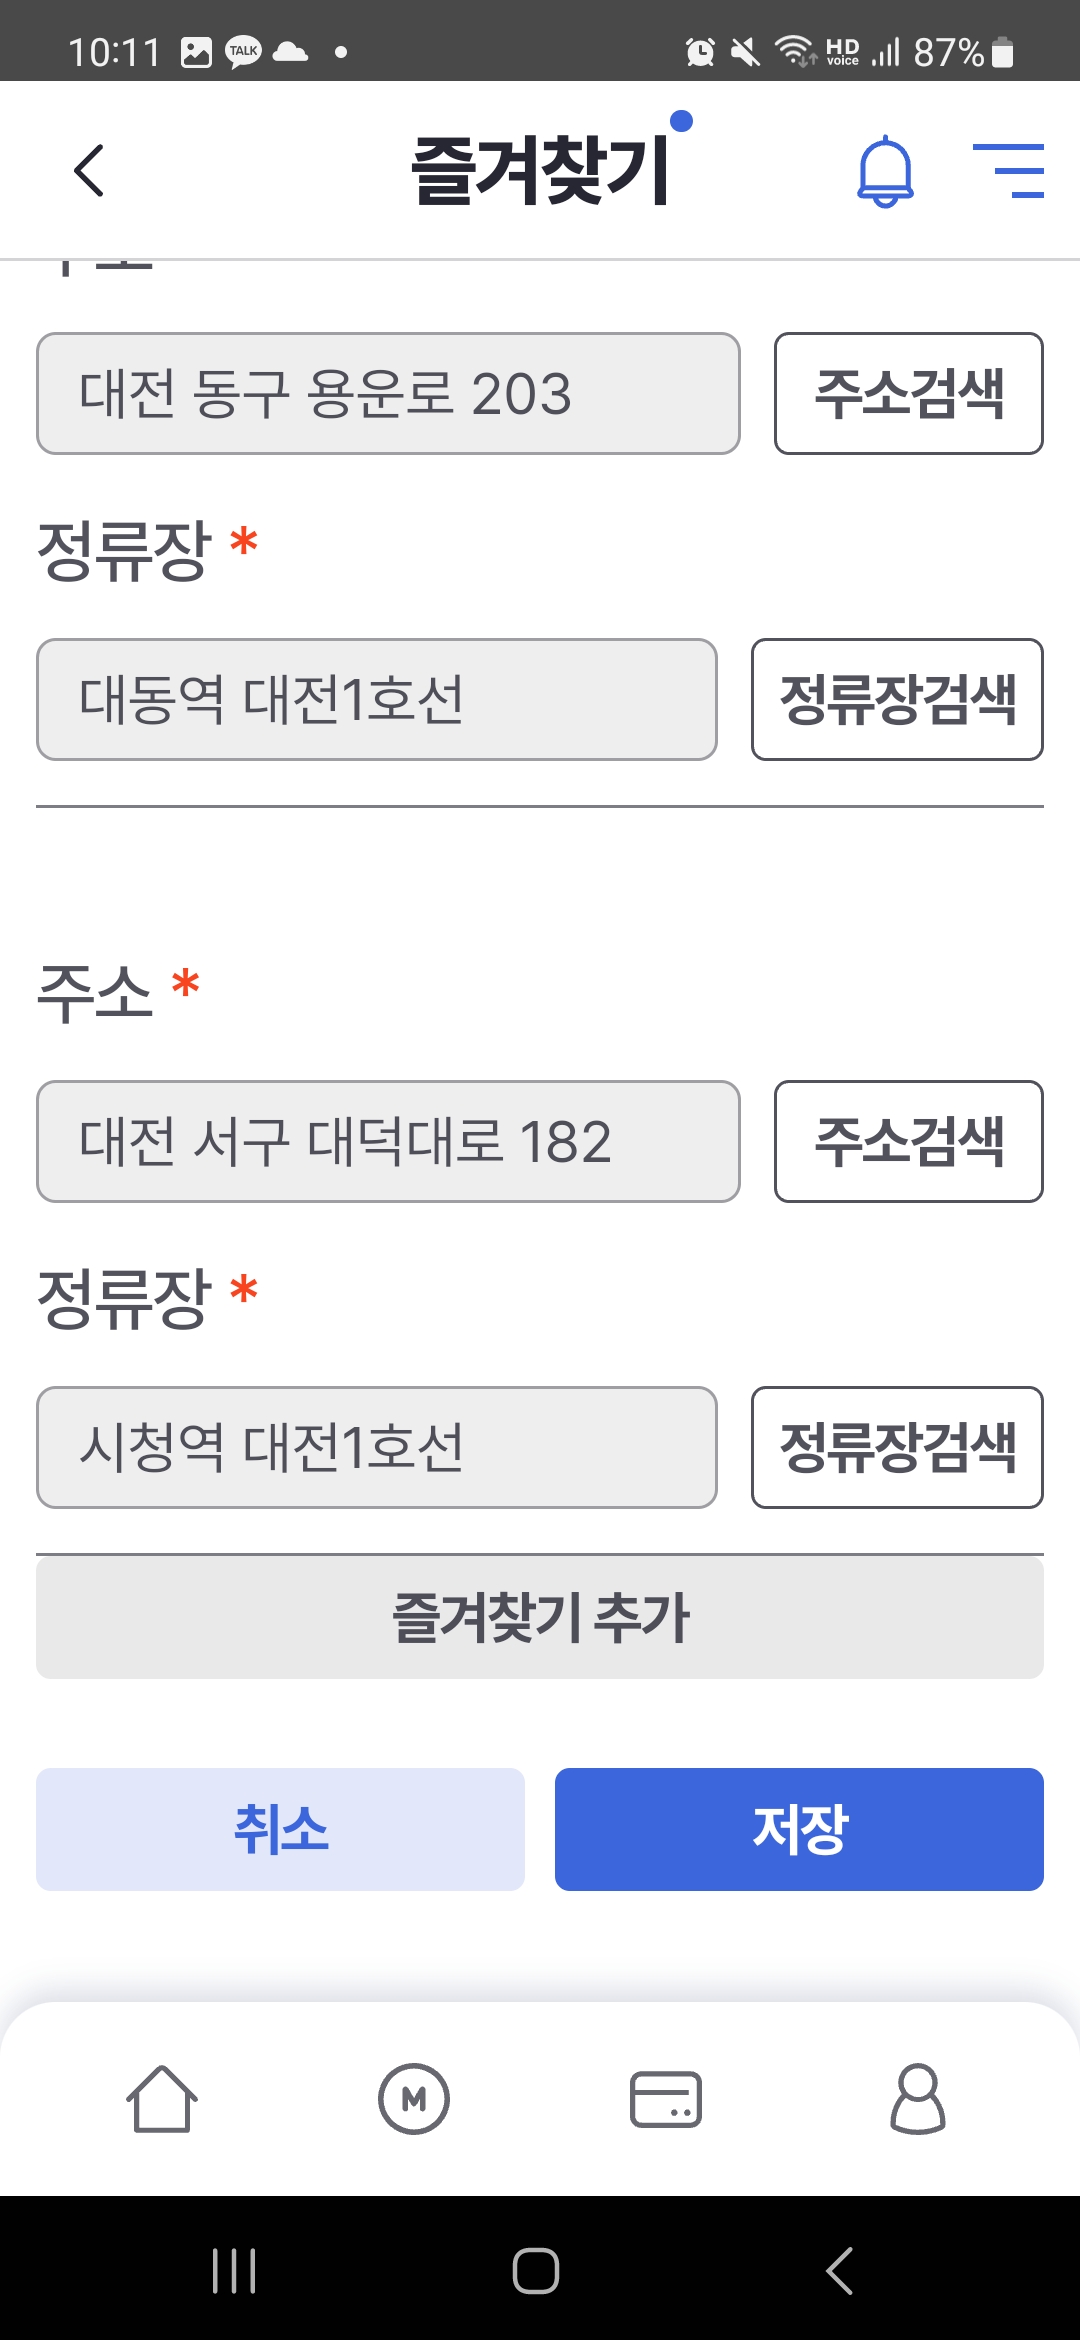 10:11 TALK HD voice 87%
즐겨찾기
대전 동구 용운로 203 주소검색
정류장 *
대동역 대전1호선 정류장검색
주소 *
대전 서구 대덕대로 182 주소검색
정류장 *
시청역 대전1호선 정류장검색
즐겨찾기 추가
취소 저장
M